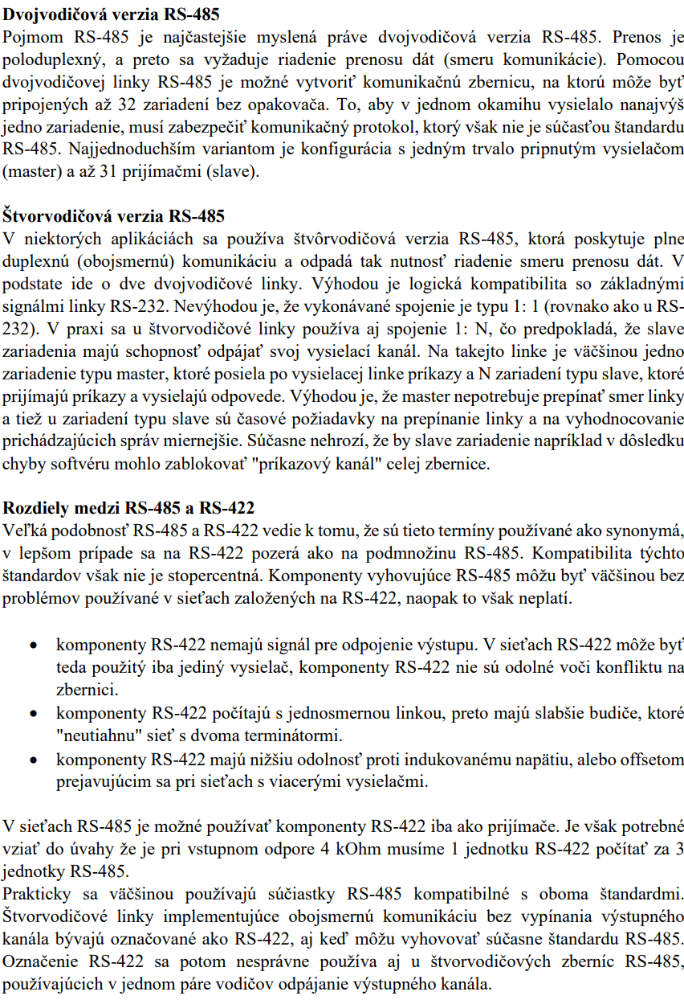 Dvojvodičová verzia RS-485
Pojmom RS-485 je najčastejšie myslená práve dvojvodičová verzia RS-485. Prenos je
poloduplexný, a preto sa vyžaduje riadenie prenosu dát (smeru komunikácie). Pomocou
dvojvodičovej linky RS-485 je možné vytvoriť komunikačnú zbernicu, na ktorú môže byť
pripojených až 32 zariadení bez opakovača. To, aby v jednom okamihu vysielalo nanajvýš
jedno zariadenie, musí zabezpečiť komunikačný protokol, ktorý však nie je súčasťou štandardu
RS-485. Najjednoduchším variantom je konfigurácia s jedným trvalo pripnutým vysielačom
(master) a až 31 prijímačmi (slave).
Štvorvodičová verzia RS-485
V niektorých aplikáciách sa používa štvôrvodičová verzia RS-485, ktorá poskytuje plne
duplexnú (obojsmernú) komunikáciu a odpadá tak nutnosť riadenie smeru prenosu dát. V
podstate ide o dve dvojvodičové linky. Výhodou je logická kompatibilita so základnými
signálmi linky RS-232. Nevýhodou je, že vykonávané spojenie je typu 1: 1 (rovnako ako u RS-
232). V praxi sa u štvorvodičové linky používa aj spojenie 1: N, čo predpokladá, že slave
zariadenia majú schopnosť odpájať svoj vysielací kanál. Na takejto linke je väčšinou jedno
zariadenie typu master, ktoré posiela po vysielacej linke príkazy a N zariadení typu slave, ktoré
prijímajú príkazy a vysielajú odpovede. Výhodou je, že master nepotrebuje prepínať smer linky
a tiež u zariadení typu slave sú časové požiadavky na prepínanie linky a na vyhodnocovanie
prichádzajúcich správ miernejšie. Súčasne nehrozí, že by slave zariadenie napríklad v dôsledku
chyby softvéru mohlo zablokovať "príkazový kanál" celej zbernice.
Rozdiely medzi RS-485 a RS-422
Veľká podobnosť RS-485 a RS-422 vedie k tomu, že sú tieto termíny používané ako synonymá,
v lepšom prípade sa na RS-422 pozerá ako na podmnožinu RS-485. Kompatibilita týchto
štandardov však nie je stopercentná. Komponenty vyhovujúce RS-485 môžu byť väčšinou bez
problémov používané v sieťach založených na RS-422, naopak to však neplatí.
• komponenty RS-422 nemajú signál pre odpojenie výstupu. V sieťach RS-422 môže byť
teda použitý iba jediný vysielač, komponenty RS-422 nie sú odolné voči konfliktu na
zbernici.
• komponenty RS-422 počítajú s jednosmernou linkou, preto majú slabšie budiče, ktoré
"neutiahnu" sieť s dvoma terminátormi.
• komponenty RS-422 majú nižšiu odolnosť proti indukovanému napätiu, alebo offsetom
prejavujúcim sa pri sieťach s viacerými vysielačmi.
V sieťach RS-485 je možné používať komponenty RS-422 iba ako prijímače. Je však potrebné
vziať do úvahy že je pri vstupnom odpore 4 kOhm musíme 1 jednotku RS-422 počítať za 3
jednotky RS-485.
Prakticky sa väčšinou používajú súčiastky RS-485 kompatibilné s oboma štandardmi.
Štvorvodičové linky implementujúce obojsmernú komunikáciu bez vypínania výstupného
kanála bývajú označované ako RS-422, aj keď môžu vyhovovať súčasne štandardu RS-485.
Označenie RS-422 sa potom nesprávne používa aj u štvorvodičových zberníc RS-485,
používajúcich v jednom páre vodičov odpájanie výstupného kanála.